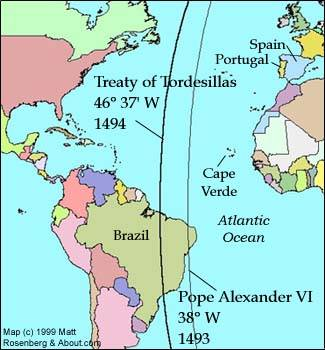 Spain
Portugal
Treaty of Tordesillas
46° 37' W
1494
Cape
Verde
Atlantic
Ocean
Brazil
Pope Alexander VI
38° W
1493
Map (c) 1999 Matt
Rosenberg & About.com